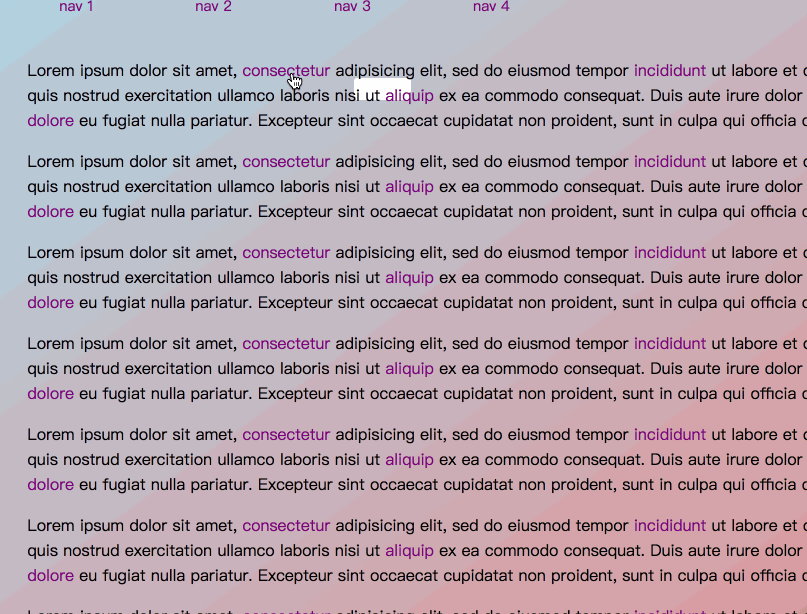 nav 1 nav 2 nav 3 nav 4
Lorem ipsum dolor sit amet, consectetur adipisicing elit, sed do eiusmod tempor incididunt ut labore et
quis nostrud exercitation ullamco laboris nisi ut aliquip ex ea commodo consequat. Duis aute irure dolor
dolore eu fugiat nulla pariatur. Excepteur sint occaecat cupidatat non proident, sunt in culpa qui officia
Lorem ipsum dolor sit amet, consectetur adipisicing elit, sed do eiusmod tempor incididunt ut labore et
quis nostrud exercitation ullamco laboris nisi ut aliquip ex ea commodo consequat. Duis aute irure dolor
dolore eu fugiat nulla pariatur. Excepteur sint occaecat cupidatat non proident, sunt in culpa qui officia
Lorem ipsum dolor sit amet, consectetur adipisicing elit, sed do eiusmod tempor incididunt ut labore et
quis nostrud exercitation ullamco laboris nisi ut aliquip ex ea commodo consequat. Duis aute irure dolor
dolore eu fugiat nulla pariatur. Excepteur sint occaecat cupidatat non proident, sunt in culpa qui officia
Lorem ipsum dolor sit amet, consectetur adipisicing elit, sed do eiusmod tempor incididunt ut labore et
quis nostrud exercitation ullamco laboris nisi ut aliquip ex ea commodo consequat. Duis aute irure dolor
dolore eu fugiat nulla pariatur. Excepteur sint occaecat cupidatat non proident, sunt in culpa qui officia
Lorem ipsum dolor sit amet, consectetur adipisicing elit, sed do eiusmod tempor incididunt ut labore et
quis nostrud exercitation ullamco laboris nisi ut aliquip ex ea commodo consequat. Duis aute irure dolor
dolore eu fugiat nulla pariatur. Excepteur sint occaecat cupidatat non proident, sunt in culpa qui officia
Lorem ipsum dolor sit amet, consectetur adipisicing elit, sed do eiusmod tempor incididunt ut labore et
quis nostrud exercitation ullamco laboris nisi ut aliquip ex ea commodo consequat. Duis aute irure dolor
dolore eu fugiat nulla pariatur. Excepteur sint occaecat cupidatat non proident, sunt in culpa qui officia